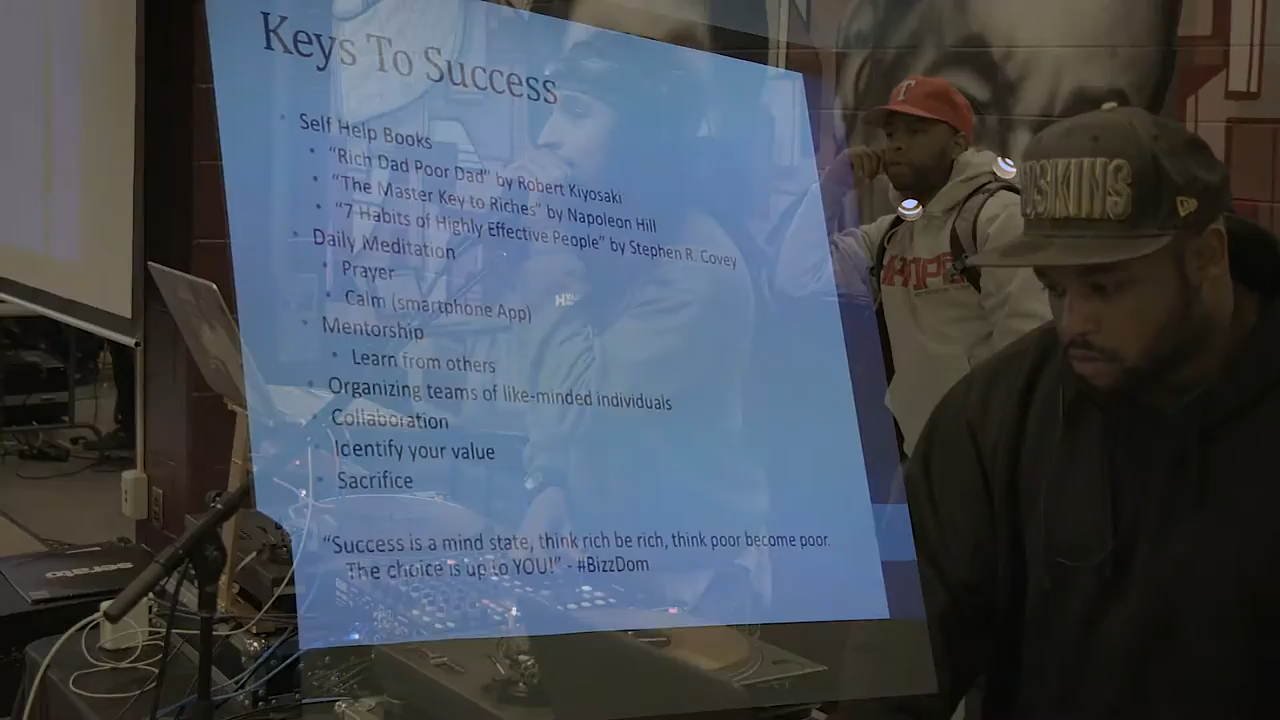 Keys To Success
Self Help Books
“Rich Dad Poor Dad” by Robert Kiyosaki
“The Master Key to Riches” by Napoleon Hill
“7 Habits of Highly Effective People” by Stephen R. Covey
Daily Meditation
Prayer
Calm (smartphone App)
Mentorship
Learn from others
Organizing teams of like-minded individuals
Collaboration
Identify your value
Sacrifice
“Success is a mind state, think rich be rich, think poor become poor.
The choice is up to YOU!” - #BizzDom
T
serato